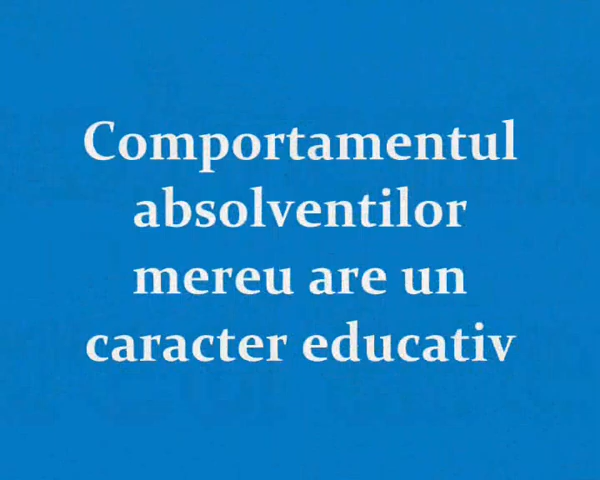 Comportamentul
absolventilor
mereu are un
caracter educativ